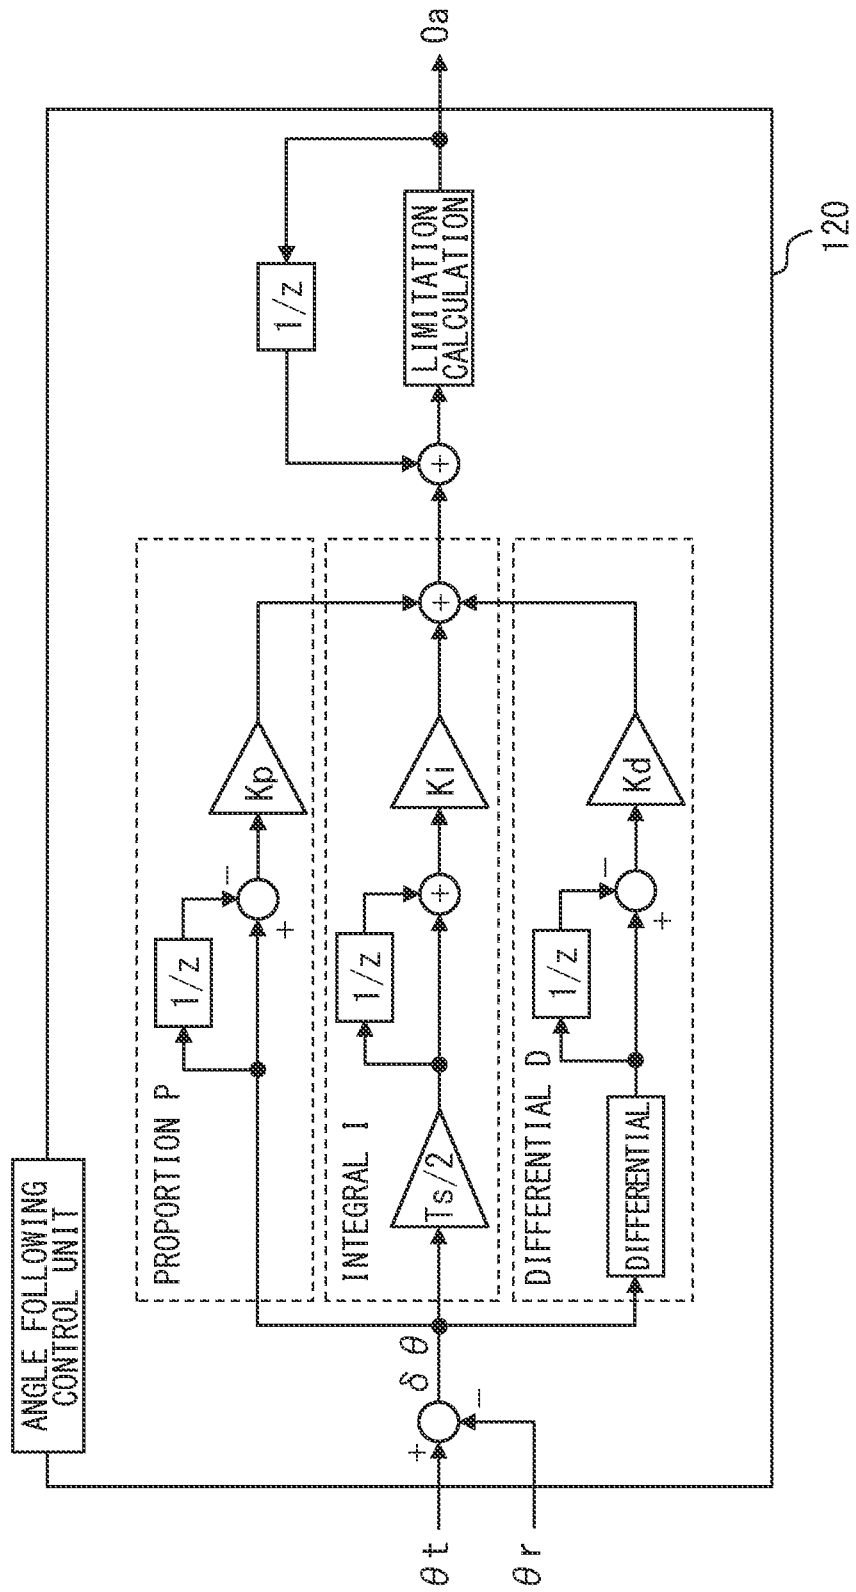 ANGLE FOLLOWING
CONTROL UNIT
PROPORTION P
1/z
-
+
Kp
θt
+
θr
-
δθ
INTEGRAL I
Ts/2
1/z
+
Ki
+
+
1/z
LIMITATION
CALCULATION
Oa
DIFFERENTIAL D
DIFFERENTIAL
1/z
-
+
Kd
120